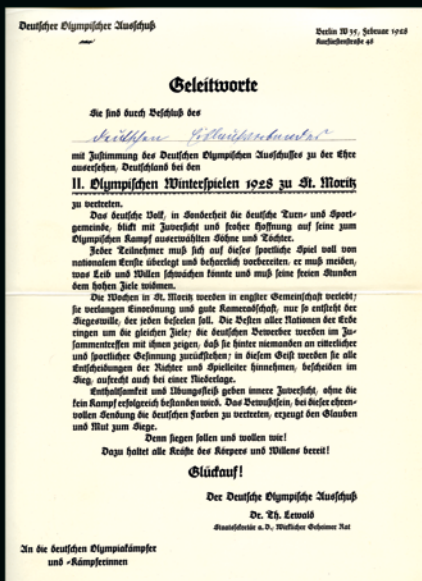 Deutscher Olympischer Ausschuß
Berlin W 35, Februar 1928
Kurfürstenstraße 48
Geleitworte
Sie sind durch Beschluß des
deutschen Eislaufverbandes
mit Zustimmung des Deutschen Olympischen Ausschusses zu der Ehre
ausersehen, Deutschland bei den
II. Olympischen Winterspielen 1928 zu St. Moritz
zu vertreten.
Das deutsche Volk, in Sonderheit die deutsche Turn- und Sport-
gemeinde, blickt mit Zuversicht und froher Hoffnung auf seine zum
Olympischen Kampf auserwählten Söhne und Töchter.
Jeder Teilnehmer muß sich auf dieses sportliche Spiel voll von
nationalem Ernste überlegt und beharrlich vorbereiten, er muß meiden,
was Leib und Willen schwächen könnte und muß seine freien Stunden
dem hohen Ziele widmen.
Die Wochen in St. Moritz werden in engster Gemeinschaft verlebt;
sie verlangen Einordnung und gute Kameradschaft, nur so entsteht der
Siegeswille, der jeden beseelen soll. Die Besten aller Nationen der Erde
ringen um die gleichen Ziele; die deutschen Bewerber werden im Zu-
sammentreffen mit ihnen zeigen, daß sie hinter niemanden an ritterlicher
und sportlicher Gesinnung zurückstehen; in diesem Geist werden sie alle
Entscheidungen der Richter und Spielleiter hinnehmen, bescheiden im
Sieg, aufrecht auch bei einer Niederlage.
Enthaltsamkeit und Übungsfleiß geben innere Zuversicht, ohne die
kein Kampf erfolgreich bestanden wird. Das Bewußtsein, bei dieser ehren-
vollen Sendung die deutschen Farben zu vertreten, erzeugt den Glauben
und Mut zum Siege.
Denn siegen sollen und wollen wir!
Dazu haltet alle Kräfte des Körpers und Willens bereit!
Glückauf!
Der Deutsche Olympische Ausschuß
Dr. Th. Lewald
Staatssekretär a. D., Wirklicher Geheimer Rat
An die deutschen Olympiakämpfer
und -Kämpferinnen